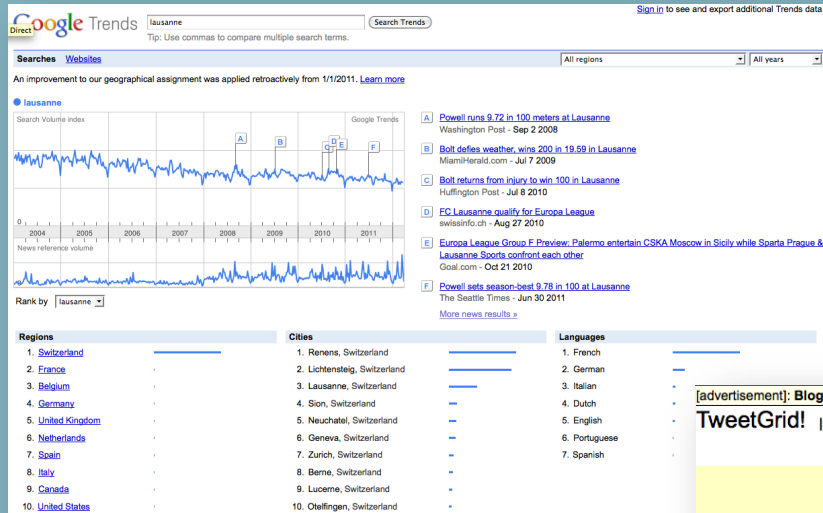 Sign in to see and export additional Trends data
Google Trends
lausanne
Search Trends
Direct
Tip: Use commas to compare multiple search terms.
Searches Websites
All regions
All years
An improvement to our geographical assignment was applied retroactively from 1/1/2011. Learn more
lausanne
Search Volume index
Google Trends
A
B
C
D
E
F
0
2004 2005 2006 2007 2008 2009 2010 2011
News reference volume
0
Rank by lausanne
A Powell runs 9.72 in 100 meters at Lausanne
Washington Post - Sep 2 2008
B Bolt defies weather, wins 200 in 19.59 in Lausanne
MiamiHerald.com - Jul 7 2009
C Bolt returns from injury to win 100 in Lausanne
Huffington Post - Jul 8 2010
D FC Lausanne qualify for Europa League
swissinfo.ch - Aug 27 2010
E Europa League Group F Preview: Palermo entertain CSKA Moscow in Sicily while Sparta Prague &
Lausanne Sports confront each other
Goal.com - Oct 21 2010
F Powell sets season-best 9.78 in 100 at Lausanne
The Seattle Times - Jun 30 2011
More news results »
Regions
1. Switzerland
2. France
3. Belgium
4. Germany
5. United Kingdom
6. Netherlands
7. Spain
8. Italy
9. Canada
10. United States
Cities
1. Renens, Switzerland
2. Lichtensteig, Switzerland
3. Lausanne, Switzerland
4. Sion, Switzerland
5. Neuchatel, Switzerland
6. Geneva, Switzerland
7. Zurich, Switzerland
8. Berne, Switzerland
9. Lucerne, Switzerland
10. Otelfingen, Switzerland
Languages
1. French
2. German
3. Italian
4. Dutch
5. English
6. Portuguese
7. Spanish
[advertisement]: Blog
TweetGrid!